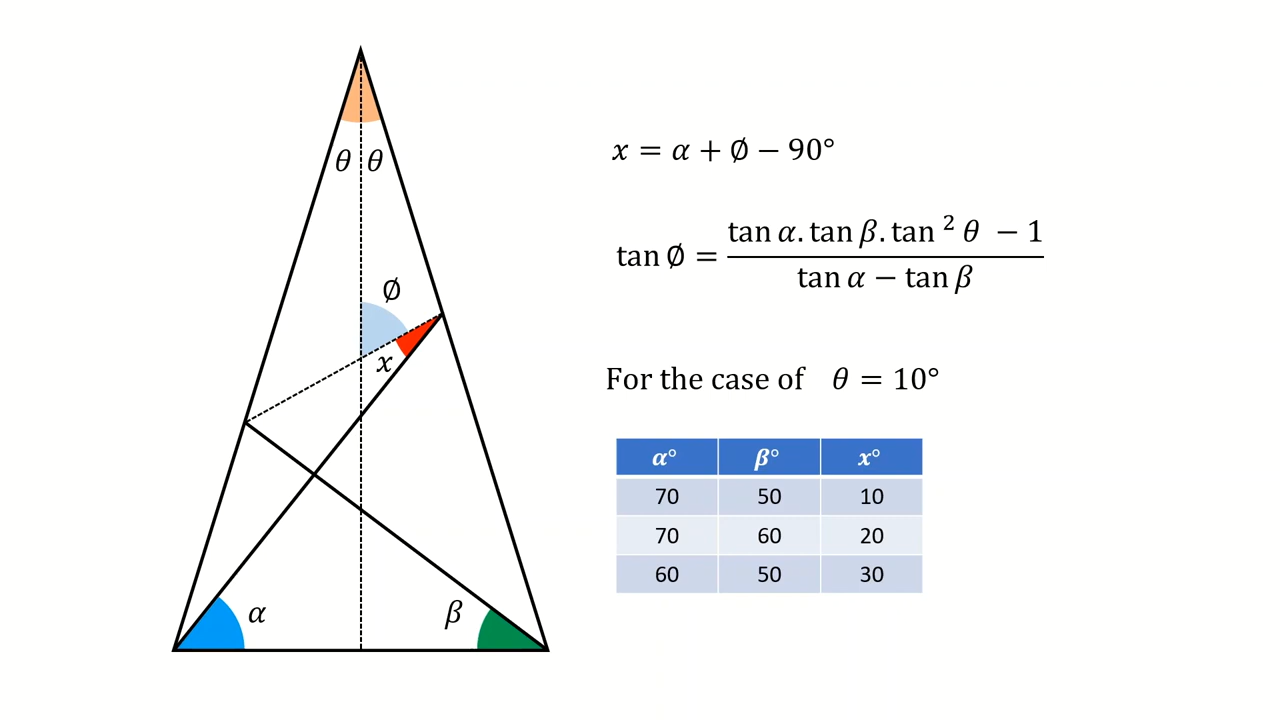 θ θ
∅
x
α
β
x = α + ∅ − 90°
tan ∅ = (tan α. tan β. tan ² θ − 1) / (tan α − tan β)
For the case of θ = 10°
α° β° x°
70 50 10
70 60 20
60 50 30